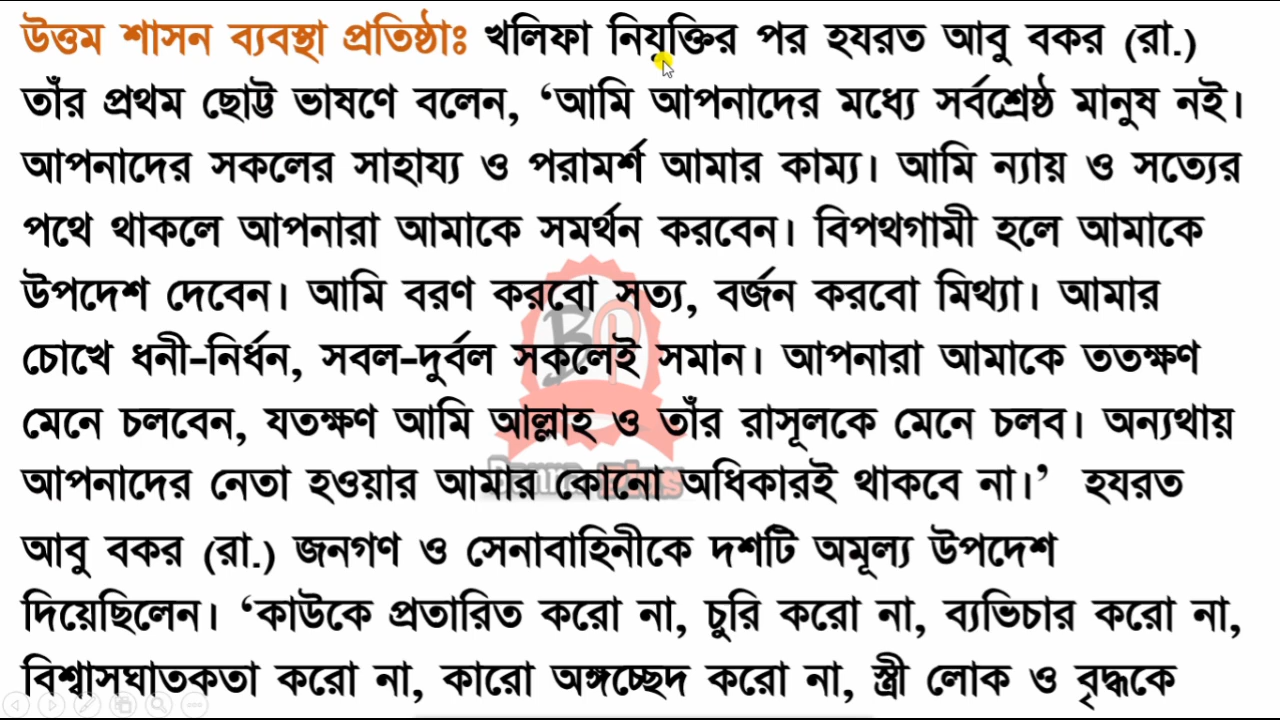 উত্তম শাসন ব্যবস্থা প্রতিষ্ঠাঃ খলিফা নিযুক্তির পর হযরত আবু বকর (রা.)
তাঁর প্রথম ছোট্ট ভাষণে বলেন, ‘আমি আপনাদের মধ্যে সর্বশ্রেষ্ঠ মানুষ নই।
আপনাদের সকলের সাহায্য ও পরামর্শ আমার কাম্য। আমি ন্যায় ও সত্যের
পথে থাকলে আপনারা আমাকে সমর্থন করবেন। বিপথগামী হলে আমাকে
উপদেশ দেবেন। আমি বরণ করবো সত্য, বর্জন করবো মিথ্যা। আমার
চোখে ধনী-নির্ধন, সবল-দুর্বল সকলেই সমান। আপনারা আমাকে ততক্ষণ
মেনে চলবেন, যতক্ষণ আমি আল্লাহ ও তাঁর রাসূলকে মেনে চলব। অন্যথায়
আপনাদের নেতা হওয়ার আমার কোনো অধিকারই থাকবে না।’ হযরত
আবু বকর (রা.) জনগণ ও সেনাবাহিনীকে দশটি অমূল্য উপদেশ
দিয়েছিলেন। ‘কাউকে প্রতারিত করো না, চুরি করো না, ব্যভিচার করো না,
বিশ্বাসঘাতকতা করো না, কারো অঙ্গচ্ছেদ করো না, স্ত্রী লোক ও বৃদ্ধকে